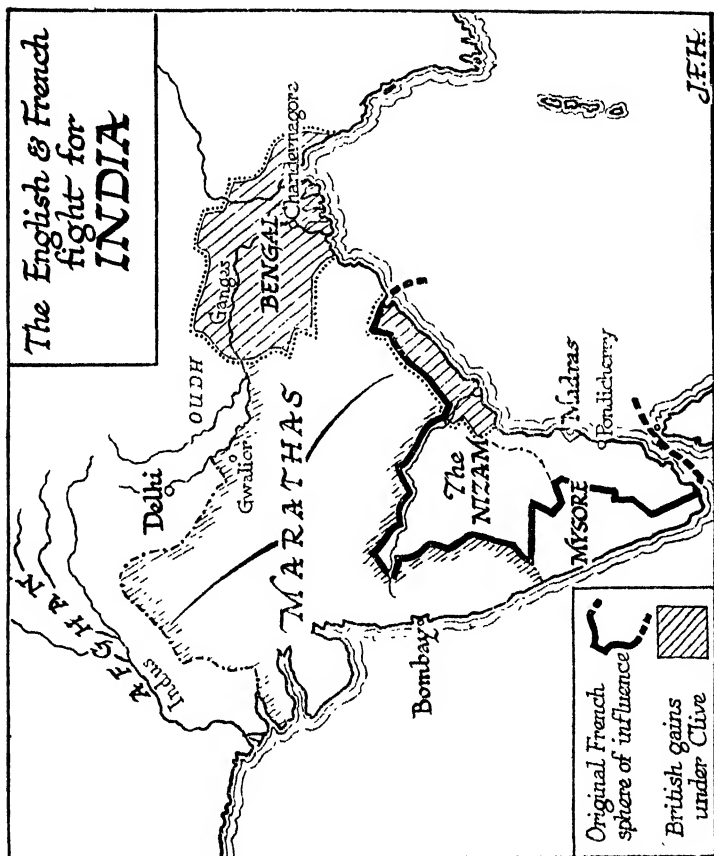 The English & French
fight for
INDIA
AFGHAN
Indus
Delhi
OUDH
Gwalior
Ganges
BENGAL
Chandernagore
MARATHAS
Bombay
The
NIZAM
MYSORE
Madras
Pondicherry
Original French
sphere of influence
British gains
under Clive
J.F.H.